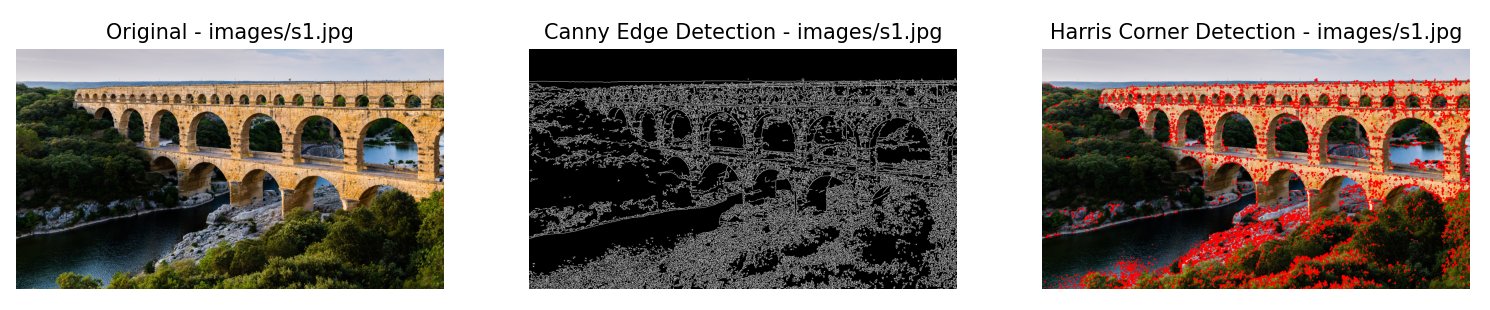 Original - images/s1.jpg
Canny Edge Detection - images/s1.jpg
Harris Corner Detection - images/s1.jpg